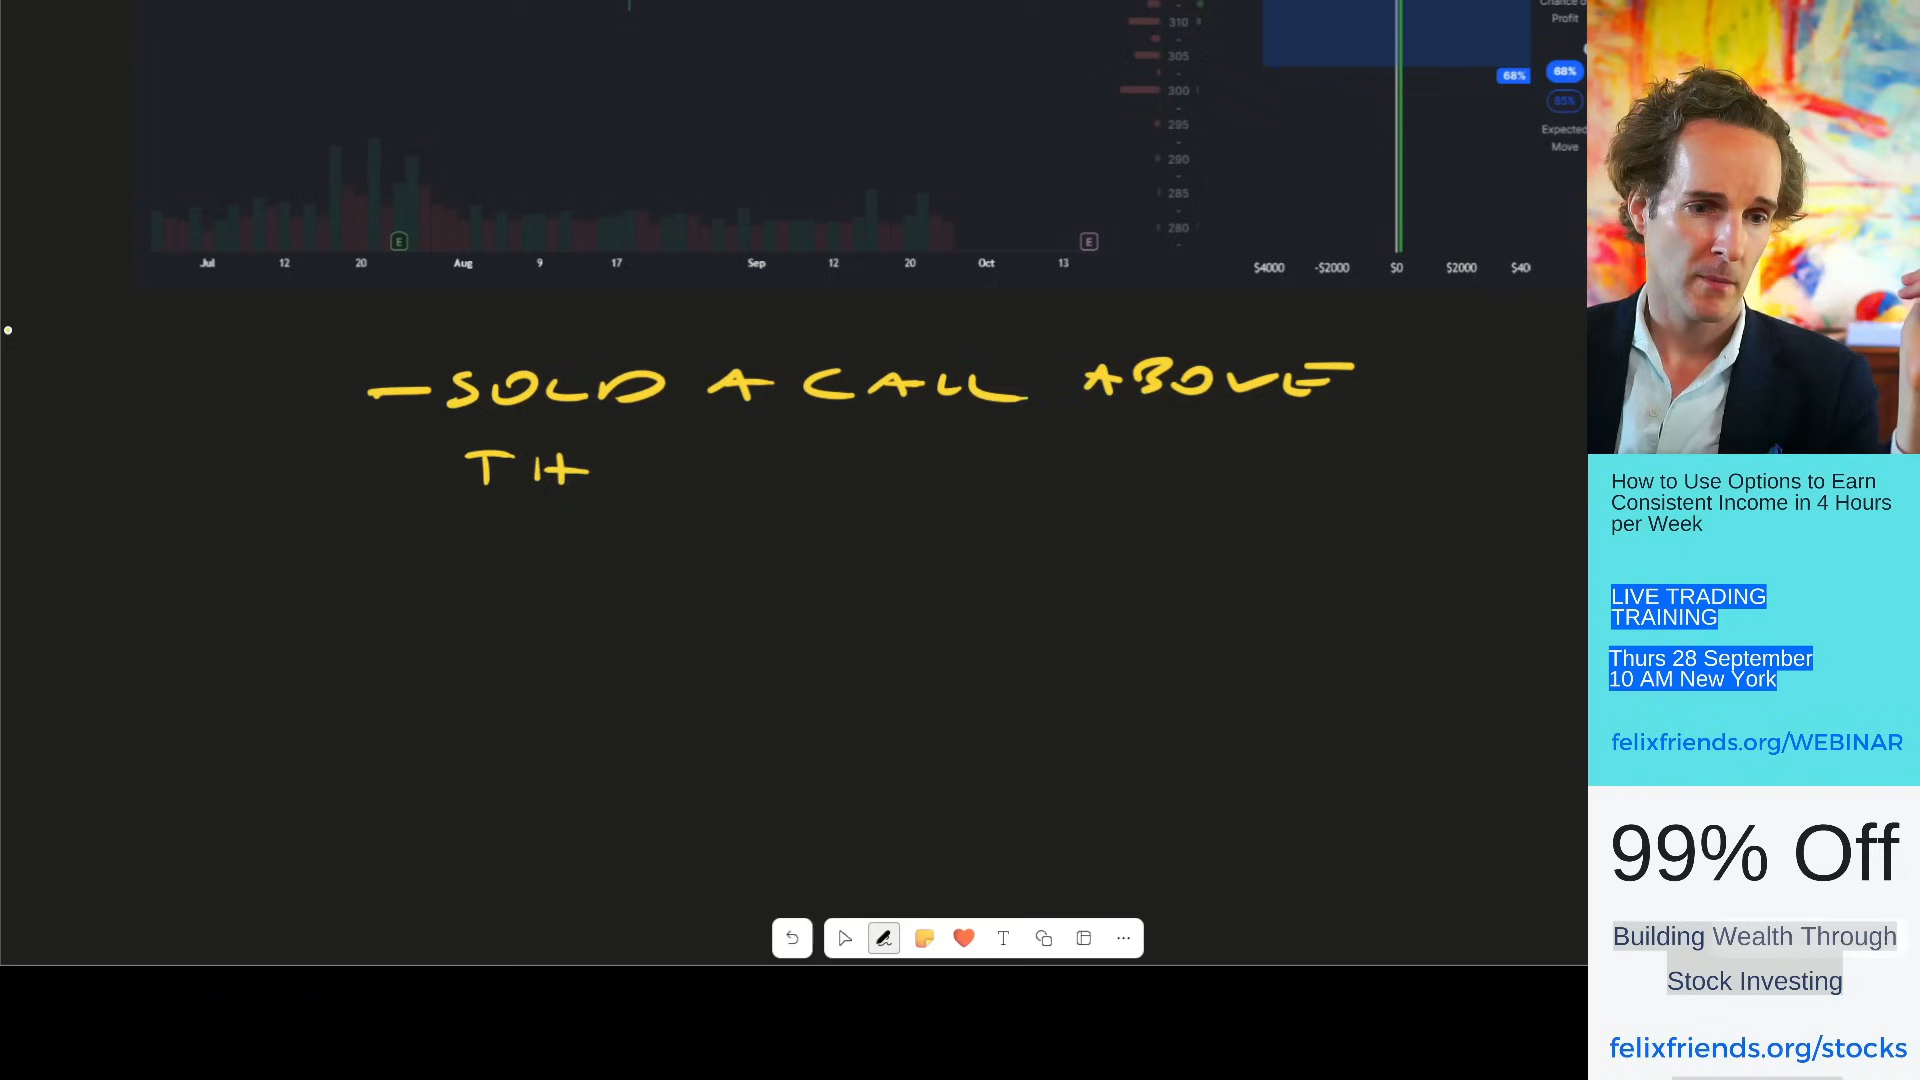 310
305
300
295
290
285
280
Chance o
Profit
68%
68%
85%
Expected
Move
E
E
Jul 12 20 Aug 9 17 Sep 12 20 Oct 13
$4000 -$2000 $0 $2000 $40
- SOLD A CALL ABOVE
TH
T
How to Use Options to Earn
Consistent Income in 4 Hours
per Week
LIVE TRADING
TRAINING
Thurs 28 September
10 AM New York
felixfriends.org/WEBINAR
99% Off
Building Wealth Through
Stock Investing
felixfriends.org/stocks